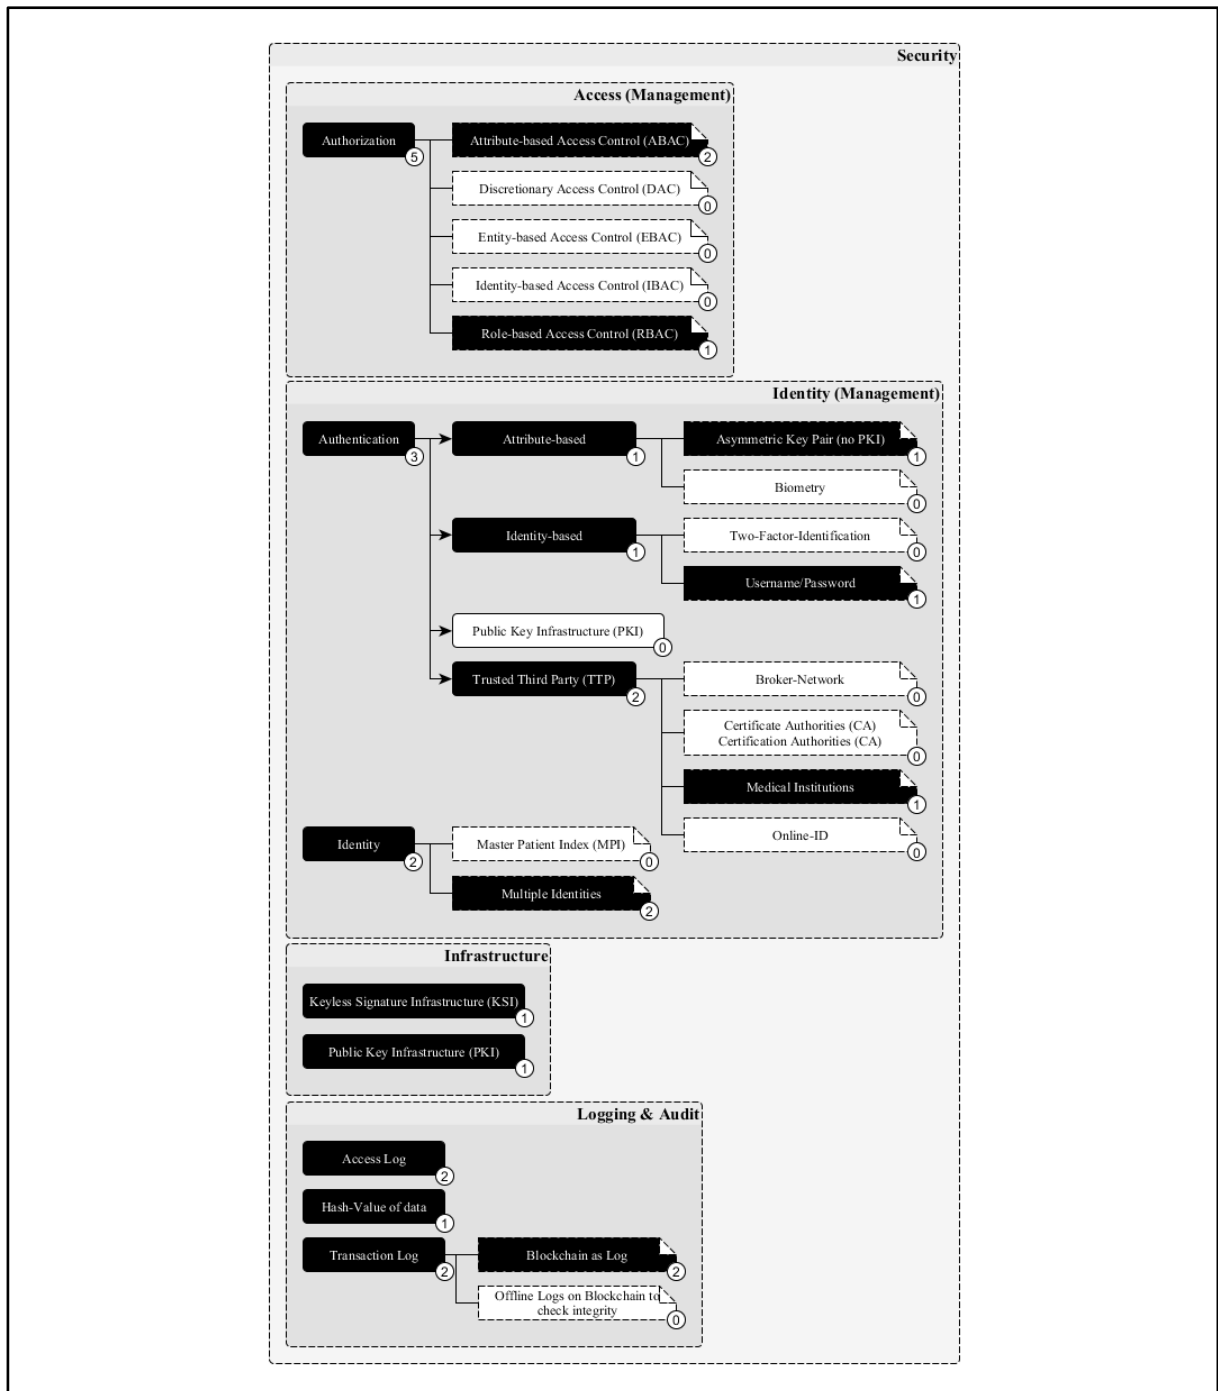 Security
Access (Management)
Authorization
5
Attribute-based Access Control (ABAC)
2
Discretionary Access Control (DAC)
0
Entity-based Access Control (EBAC)
0
Identity-based Access Control (IBAC)
0
Role-based Access Control (RBAC)
1
Identity (Management)
Authentication
3
Attribute-based
1
Asymmetric Key Pair (no PKI)
1
Biometry
0
Identity-based
1
Two-Factor-Identification
0
Username/Password
1
Public Key Infrastructure (PKI)
0
Trusted Third Party (TTP)
2
Broker-Network
0
Certificate Authorities (CA)
Certification Authorities (CA)
0
Medical Institutions
1
Online-ID
0
Identity
2
Master Patient Index (MPI)
0
Multiple Identities
2
Infrastructure
Keyless Signature Infrastructure (KSI)
1
Public Key Infrastructure (PKI)
1
Logging & Audit
Access Log
2
Hash-Value of data
1
Transaction Log
2
Blockchain as Log
2
Offline Logs on Blockchain to
check integrity
0